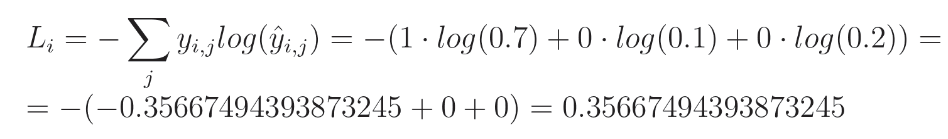 L_i = -∑_j y_{i,j}log(ŷ_{i,j}) = -(1 · log(0.7) + 0 · log(0.1) + 0 · log(0.2)) =
= -(-0.35667494393873245 + 0 + 0) = 0.35667494393873245